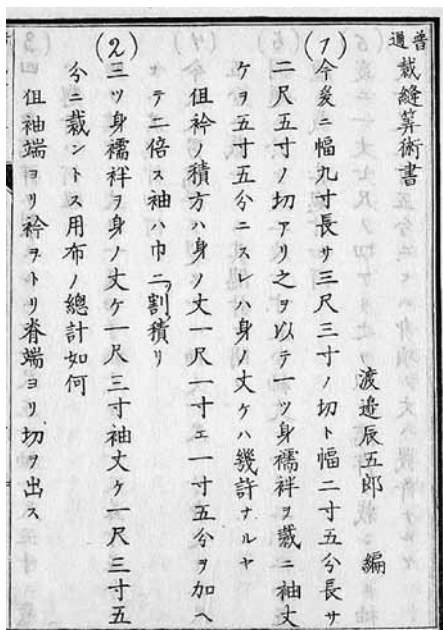 普通 裁縫算術書
渡邉辰五郎 編
(1) 今爰ニ幅九寸長サ三尺三寸ノ切ト幅二寸五分長サ
二尺五寸ノ切アリ之ヲ以テ一ツ身襦袢ヲ裁ニ袖丈
ケヲ五寸五分ニスレハ身ノ丈ケハ幾許ナルヤ
但衿ノ積方ハ身ノ丈一尺一寸エ一寸五分ヲ加ヘ
テ二倍ス袖ハ巾ニ割積リ
(2) 三ツ身襦袢ヲ身ノ丈ケ一尺三寸袖丈ケ一尺三寸五
分ニ裁ントス用布ノ總計如何
但袖端ヨリ衿ヲトリ脊端ヨリ切ヲ出ス